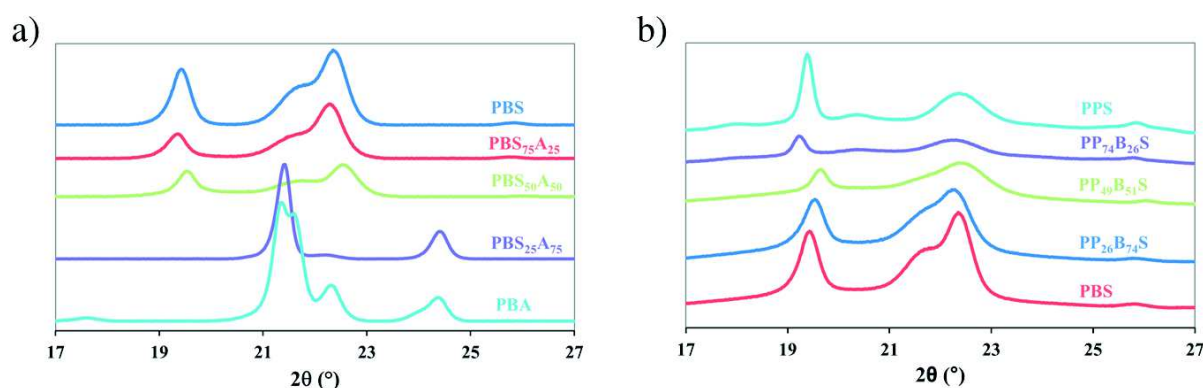 a)
PBS
PBS₇₅A₂₅
PBS₅₀A₅₀
PBS₂₅A₇₅
PBA
17 19 21 23 25 27
2θ (°)
b)
PPS
PP₇₄B₂₆S
PP₄₉B₅₁S
PP₂₆B₇₄S
PBS
17 19 21 23 25 27
2θ (°)